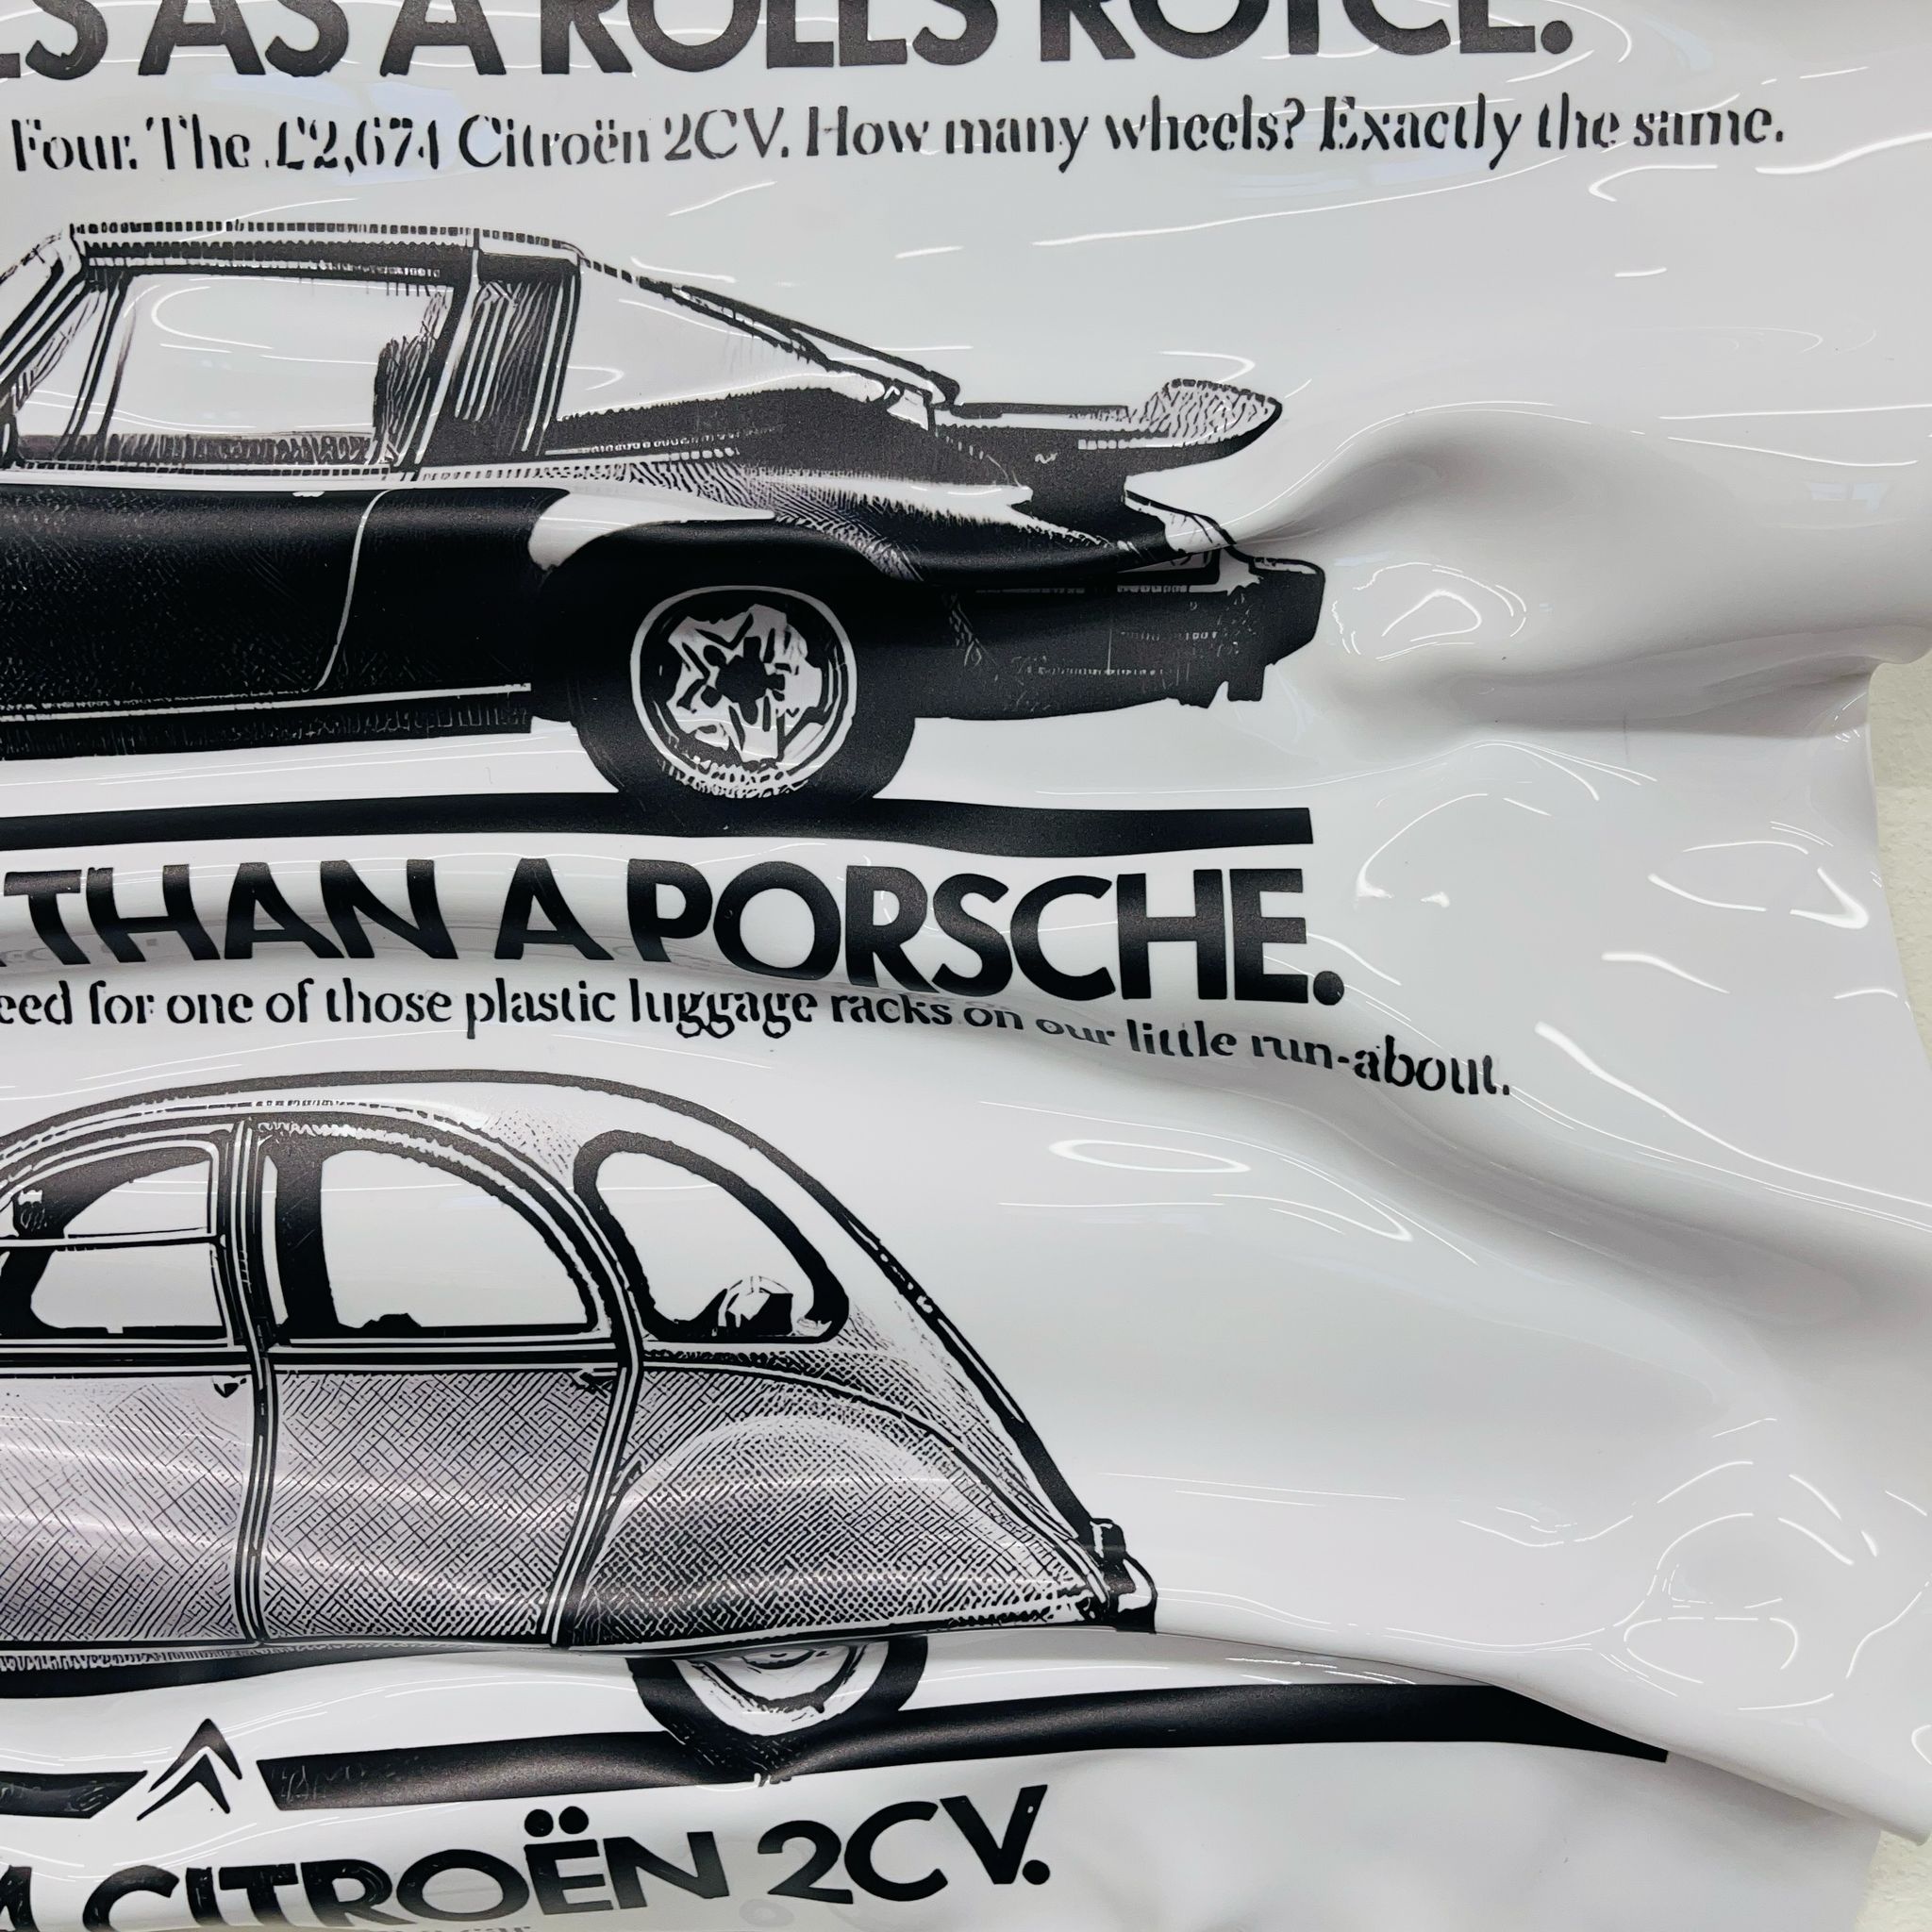 AS A ROLLS ROYCE.
Four. The £2,674 Citroën 2CV. How many wheels? Exactly the same.
THAN A PORSCHE.
for one of those plastic luggage racks on our little run-about.
CITROËN 2CV.